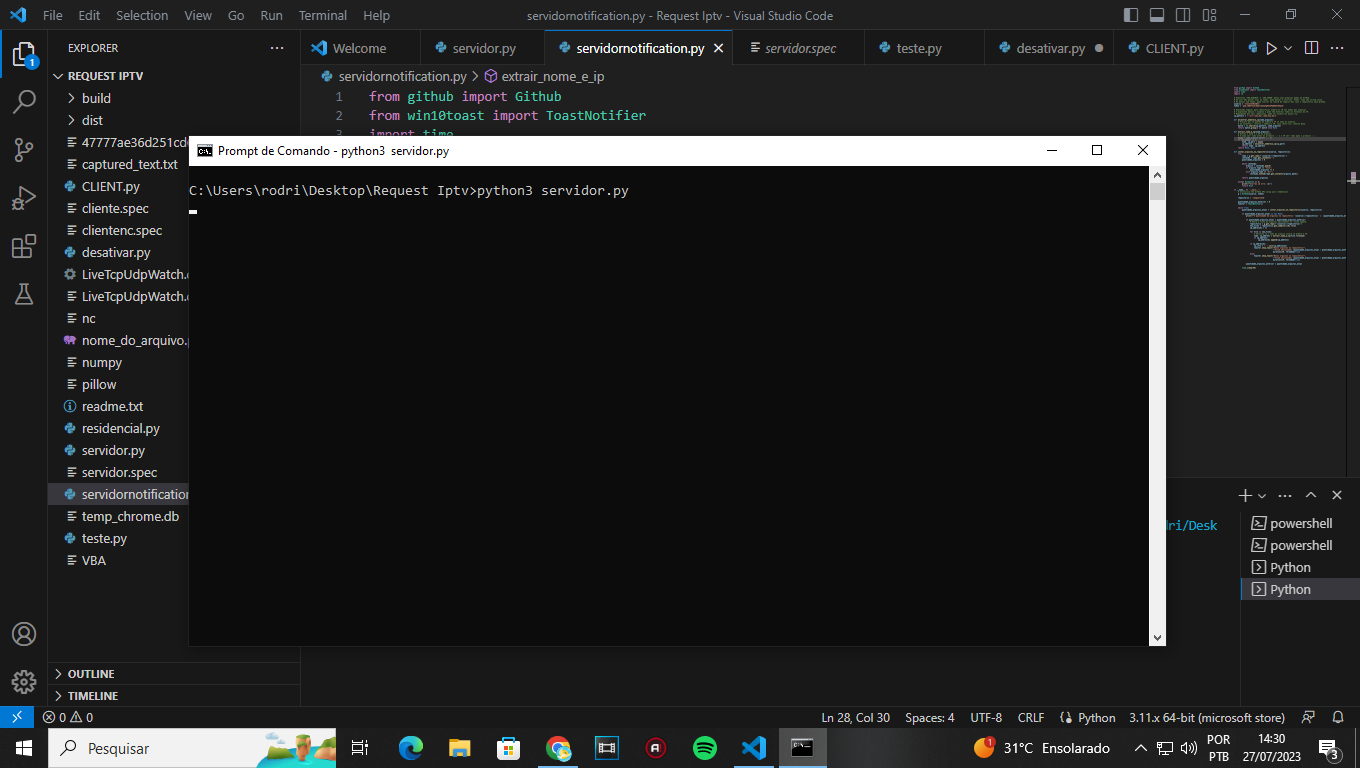 File Edit Selection View Go Run Terminal Help
servidornotification.py - Request Iptv - Visual Studio Code
EXPLORER
Welcome
servidor.py
servidornotification.py
servidor.spec
teste.py
desativar.py
CLIENT.py
REQUEST IPTV
servidornotification.py > extrair_nome_e_ip
build
1 from github import Github
dist
2 from win10toast import ToastNotifier
3 import time
47777ae36d251cd
captured_text.txt
CLIENT.py
cliente.spec
clientenc.spec
desativar.py
LiveTcpUdpWatch.
LiveTcpUdpWatch.
nc
nome_do_arquivo.
numpy
pillow
readme.txt
residencial.py
servidor.py
servidor.spec
servidornotification
temp_chrome.db
teste.py
VBA
Prompt de Comando - python3 servidor.py
C:\Users\rodri\Desktop\Request Iptv>python3 servidor.py
ri/Desk
powershell
powershell
Python
Python
OUTLINE
TIMELINE
1
0 0
Ln 28, Col 30
Spaces: 4
UTF-8
CRLF
Python
3.11.x 64-bit (microsoft store)
Pesquisar
1
31°C Ensolarado
POR
PTB
14:30
27/07/2023
3